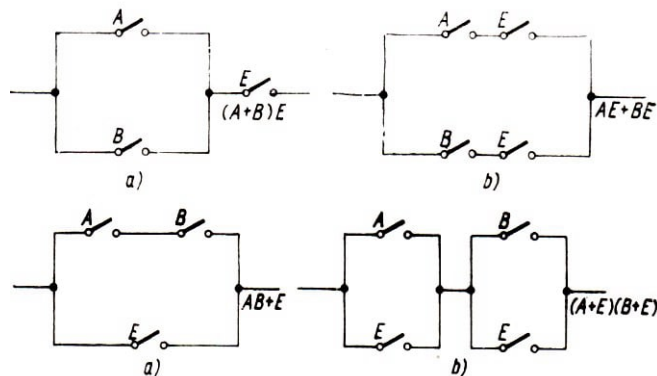 A
E
(A+B)E
B
a)
A E
AE+BE
B E
b)
A B
AB+E
E
a)
A B
(A+E)(B+E)
E E
b)